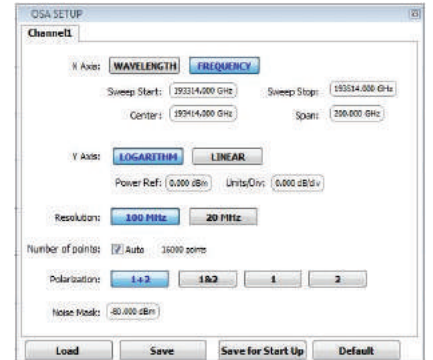 OSA SETUP
Channel1
X Axis: WAVELENGTH FREQUENCY
Sweep Start: 193314.000 GHz Sweep Stop: 193514.000 GHz
Center: 193414.000 GHz Span: 200.000 GHz
Y Axis: LOGARITHM LINEAR
Power Ref: 0.000 dBm Units/Div: 0.000 dB/div
Resolution: 100 MHz 20 MHz
Number of points: Auto 16000 points
Polarization: 1+2 1&2 1 2
Noise Mask: -80.000 dBm
Load Save Save for Start Up Default